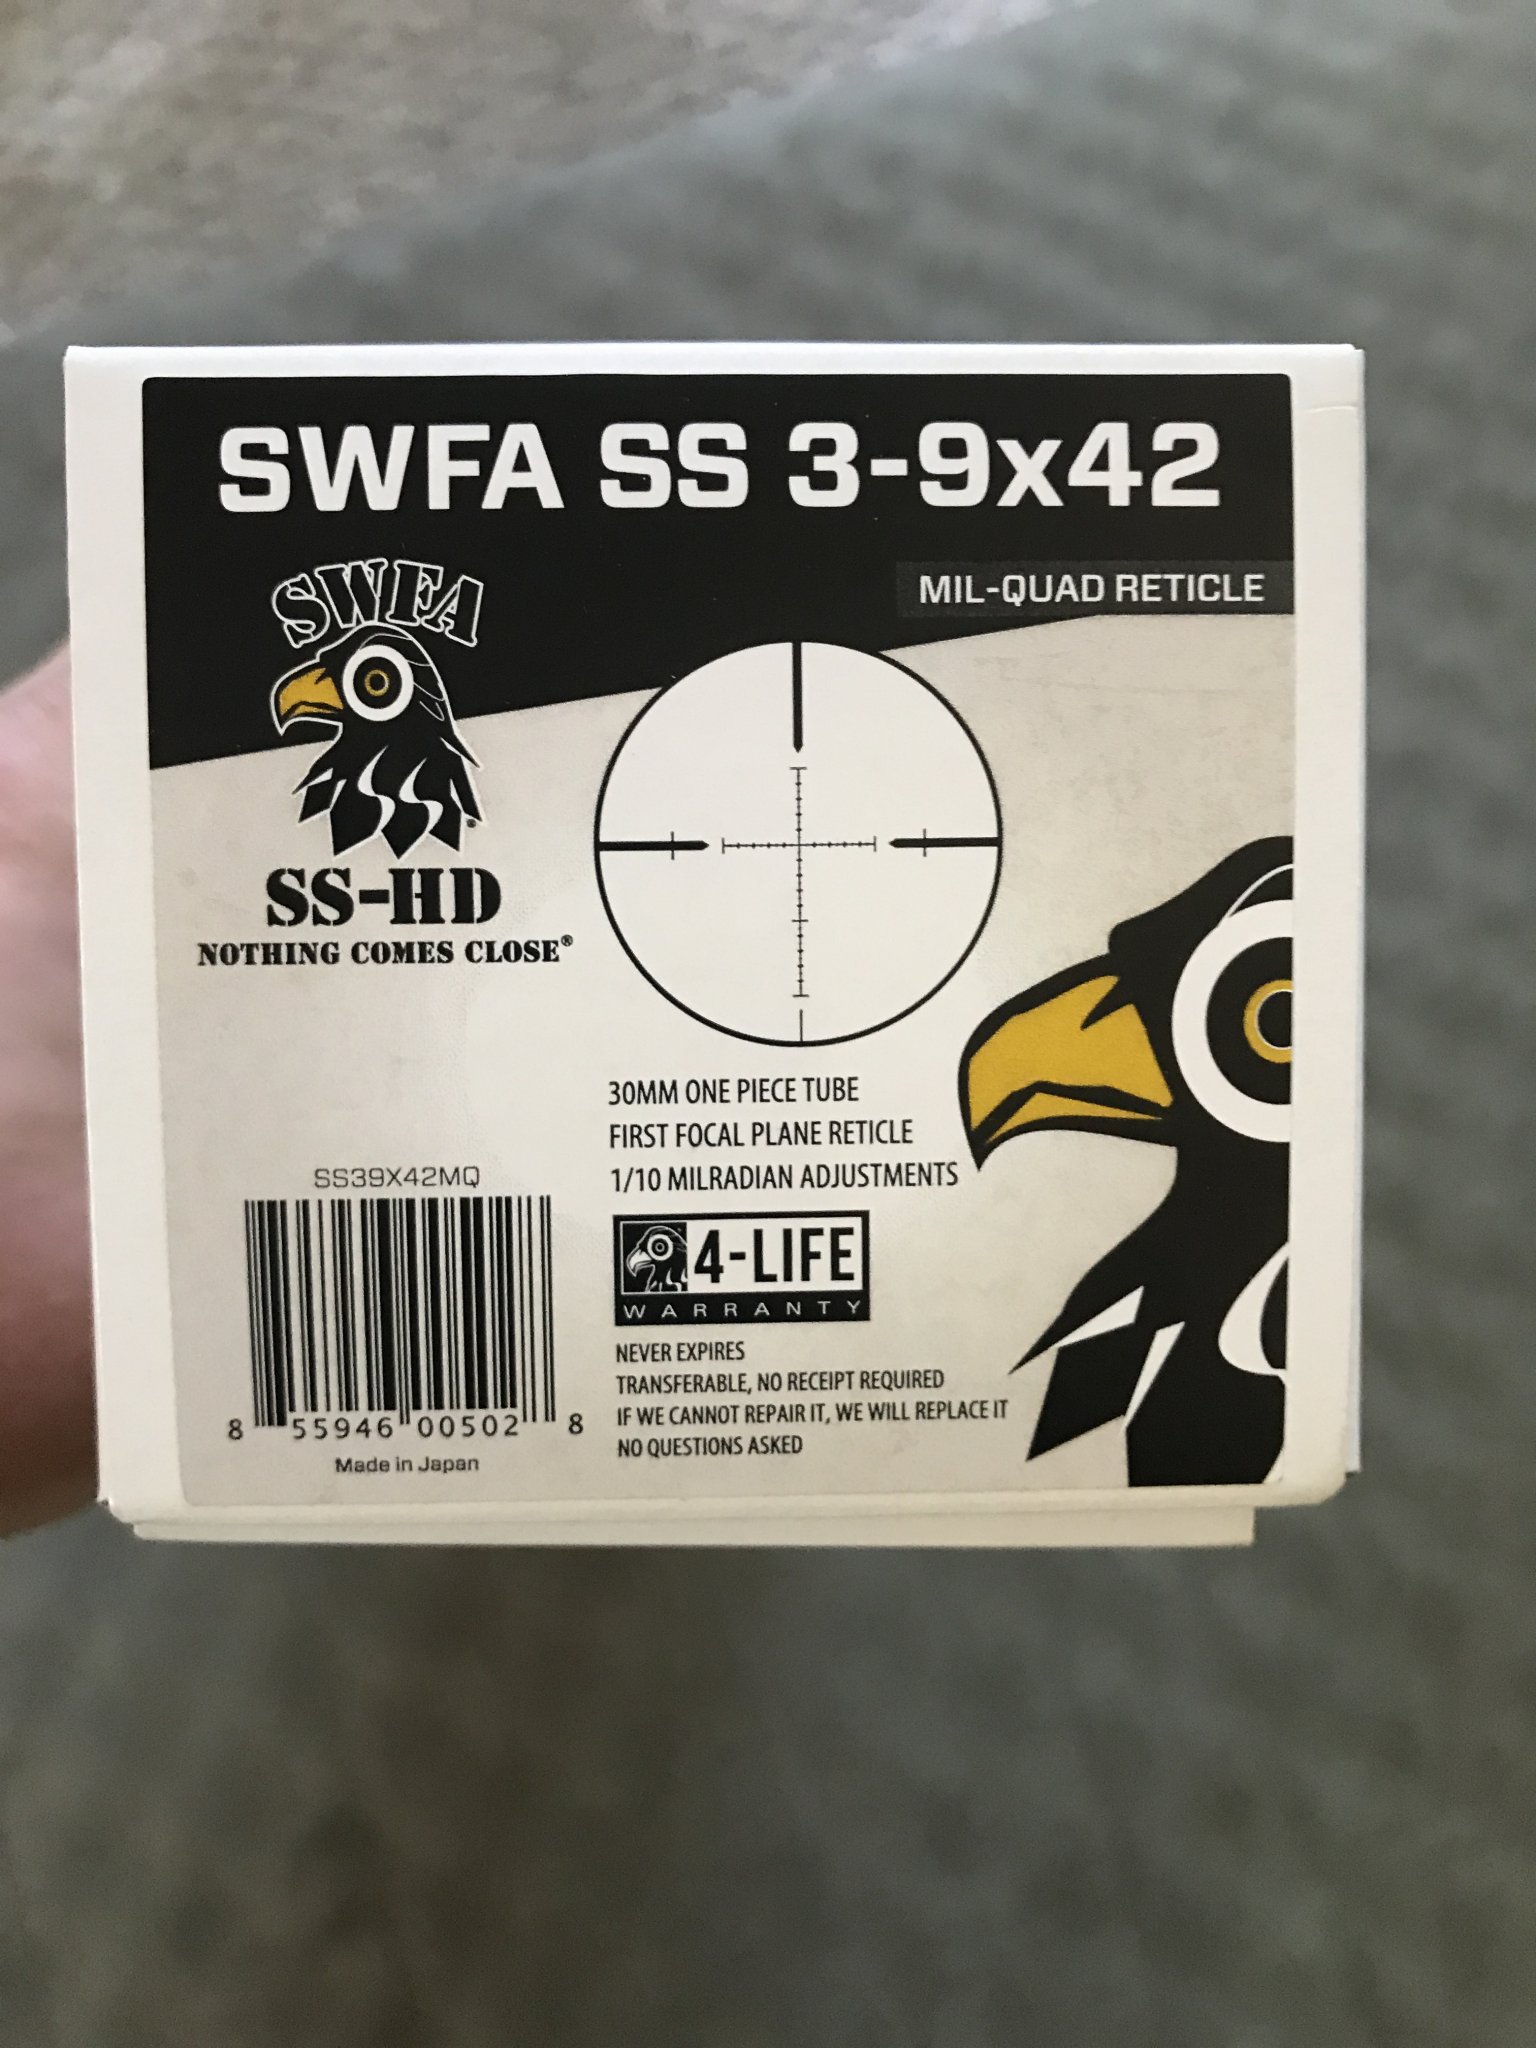 SWFA SS 3-9x42
MIL-QUAD RETICLE
SWFA
SS
®
SS-HD
NOTHING COMES CLOSE®
30MM ONE PIECE TUBE
FIRST FOCAL PLANE RETICLE
1/10 MILRADIAN ADJUSTMENTS
SS39X42MQ
8 55946 00502 8
Made in Japan
4-LIFE
WARRANTY
NEVER EXPIRES
TRANSFERABLE, NO RECEIPT REQUIRED
IF WE CANNOT REPAIR IT, WE WILL REPLACE IT
NO QUESTIONS ASKED